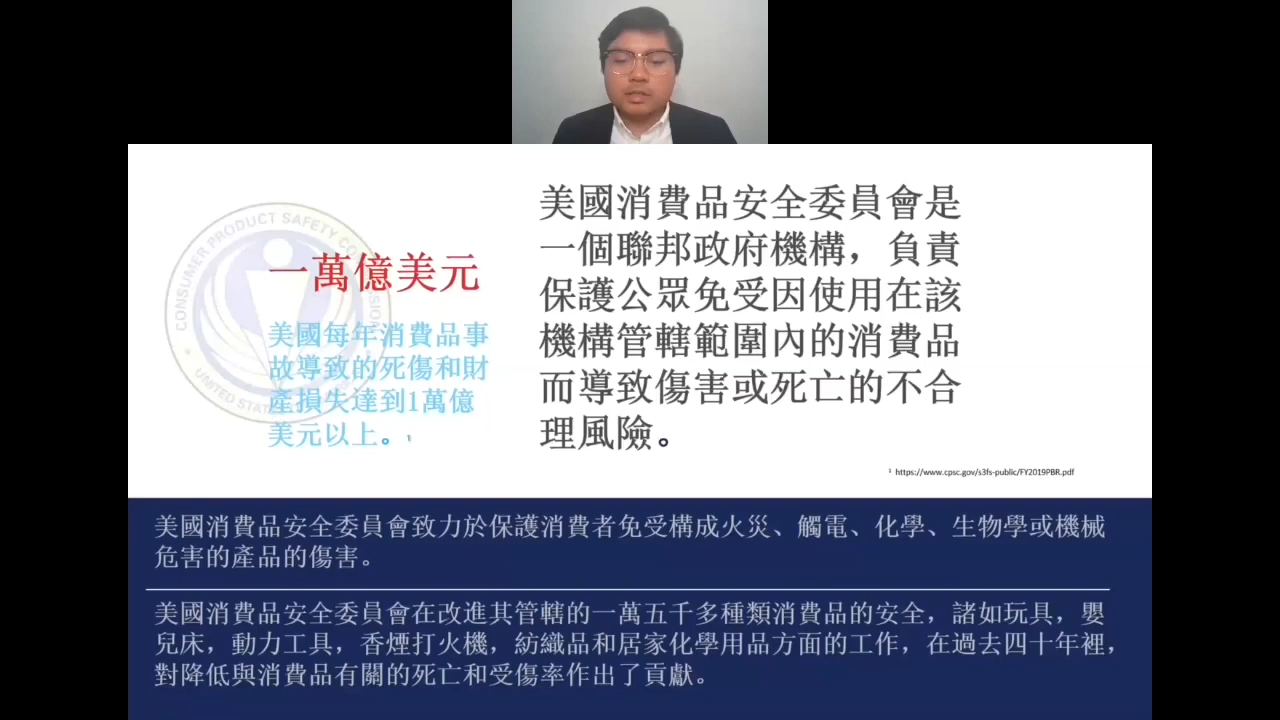 CONSUMER PRODUCT SAFETY
UNITED STA
一萬億美元
美國每年消費品事
故導致的死傷和財
產損失達到1萬億
美元以上。¹
美國消費品安全委員會是
一個聯邦政府機構，負責
保護公眾免受因使用在該
機構管轄範圍內的消費品
而導致傷害或死亡的不合
理風險。
¹ https://www.cpsc.gov/s3fs-public/FY2019PBR.pdf
美國消費品安全委員會致力於保護消費者免受構成火災、觸電、化學、生物學或機械
危害的產品的傷害。
美國消費品安全委員會在改進其管轄的一萬五千多種類消費品的安全，諸如玩具，嬰
兒床，動力工具，香煙打火機，紡織品和居家化學用品方面的工作，在過去四十年裡，
對降低與消費品有關的死亡和受傷率作出了貢獻。